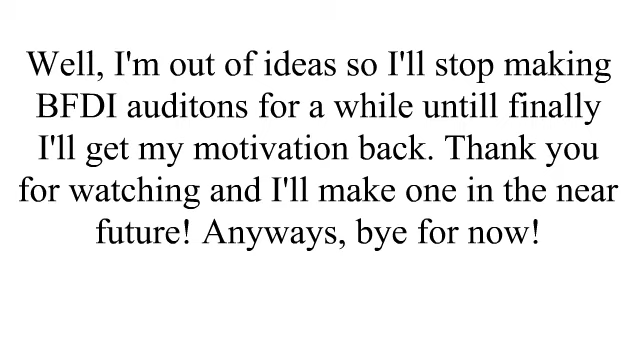 Well, I'm out of ideas so I'll stop making
BFDI auditons for a while untill finally
I'll get my motivation back. Thank you
for watching and I'll make one in the near
future! Anyways, bye for now!